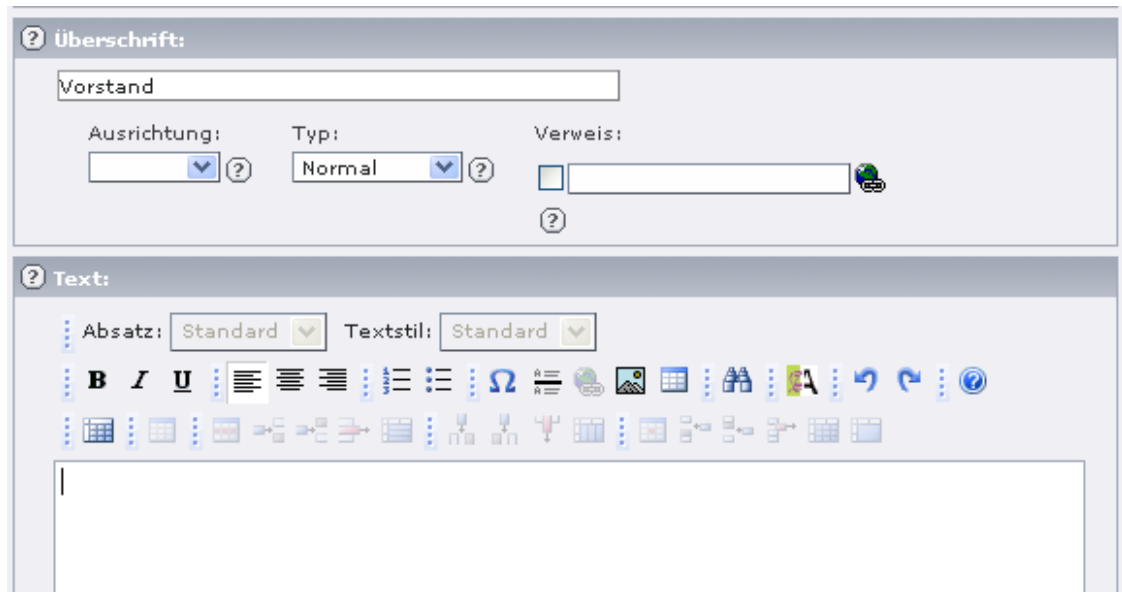 Überschrift:
Vorstand
Ausrichtung: Typ: Verweis:
Normal
Text:
Absatz: Standard Textstil: Standard
B I U Ω